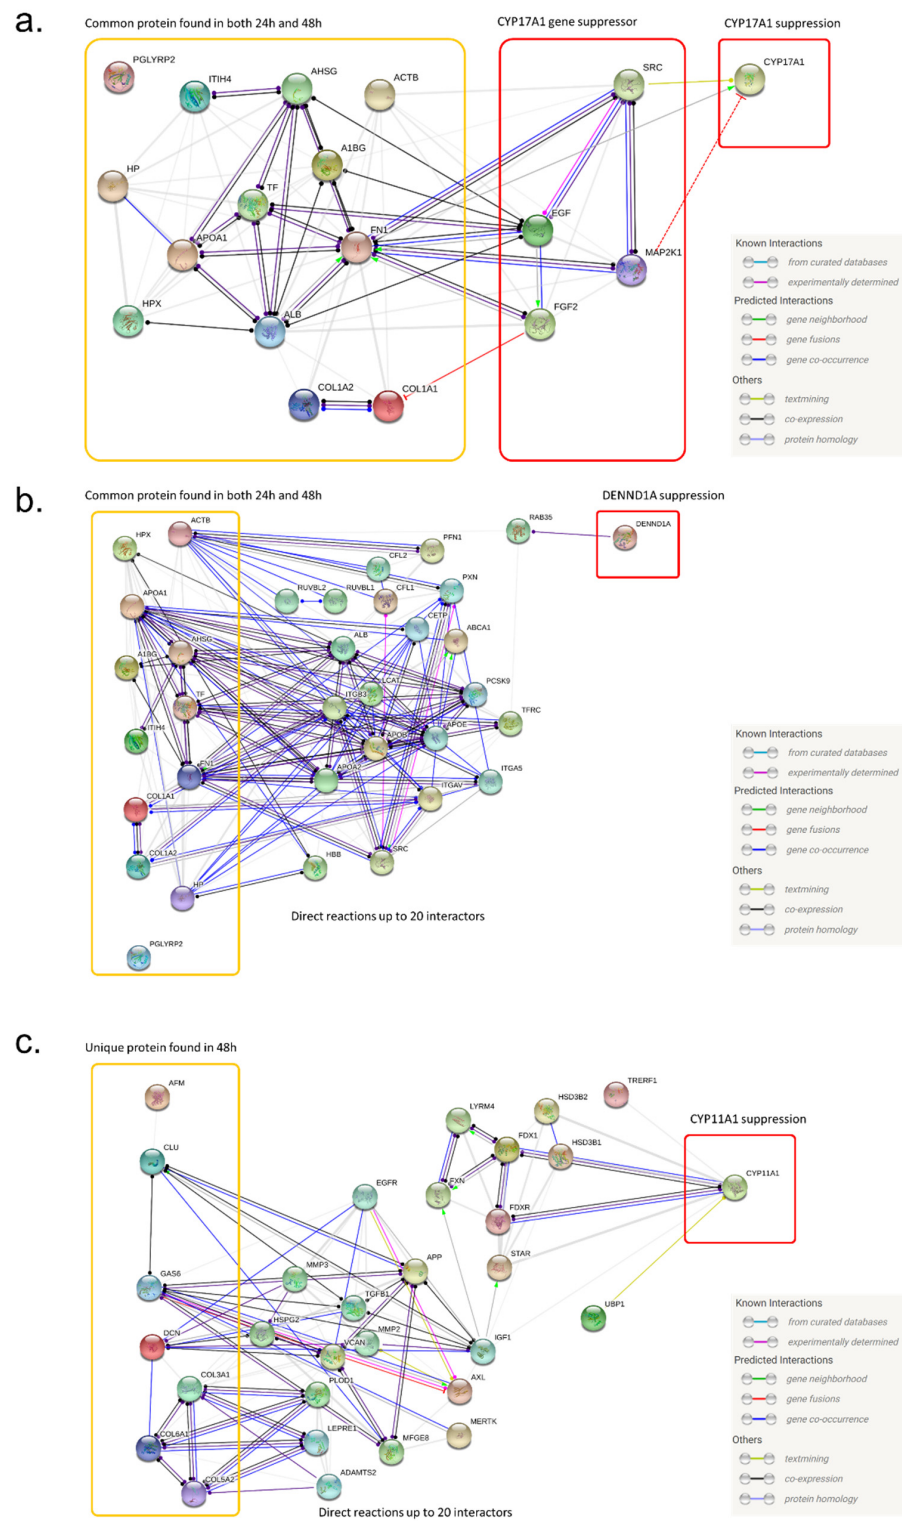 a.
Common protein found in both 24h and 48h
CYP17A1 gene suppressor
CYP17A1 suppression
PGLYRP2
ITIH4
AHSG
ACTB
SRC
CYP17A1
A1BG
HP
TF
EGF
FN1
APOA1
MAP2K1
HPX
ALB
FGF2
COL1A2
COL1A1
Known Interactions
from curated databases
experimentally determined
Predicted Interactions
gene neighborhood
gene fusions
gene co-occurrence
Others
textmining
co-expression
protein homology
b.
Common protein found in both 24h and 48h
DENND1A suppression
HPX
ACTB
PFN1
RAB35
DENND1A
CFL2
PXN
RUVBL2
RUVBL1
CFL1
APOA1
CETP
ABCA1
ALB
AHSG
A1BG
LCAT
PCSK9
ITGB3
TF
TFRC
ITIH4
APOB
APOE
FN1
APOA2
ITGA5
ITGAV
COL1A1
COL1A2
HBB
SRC
HP
Direct reactions up to 20 interactors
PGLYRP2
Known Interactions
from curated databases
experimentally determined
Predicted Interactions
gene neighborhood
gene fusions
gene co-occurrence
Others
textmining
co-expression
protein homology
c.
Unique protein found in 48h
CYP11A1 suppression
AFM
TRERF1
HSD3B2
LYRM4
FDX1
HSD3B1
CLU
CYP11A1
EGFR
FXN
FDXR
STAR
APP
GAS6
MMP3
TGFB1
UBP1
HSPG2
MMP2
DCN
VCAN
IGF1
AXL
COL3A1
PLOD1
MERTK
LEPRE1
COL6A1
MFGE8
COL5A2
ADAMTS2
Direct reactions up to 20 interactors
Known Interactions
from curated databases
experimentally determined
Predicted Interactions
gene neighborhood
gene fusions
gene co-occurrence
Others
textmining
co-expression
protein homology